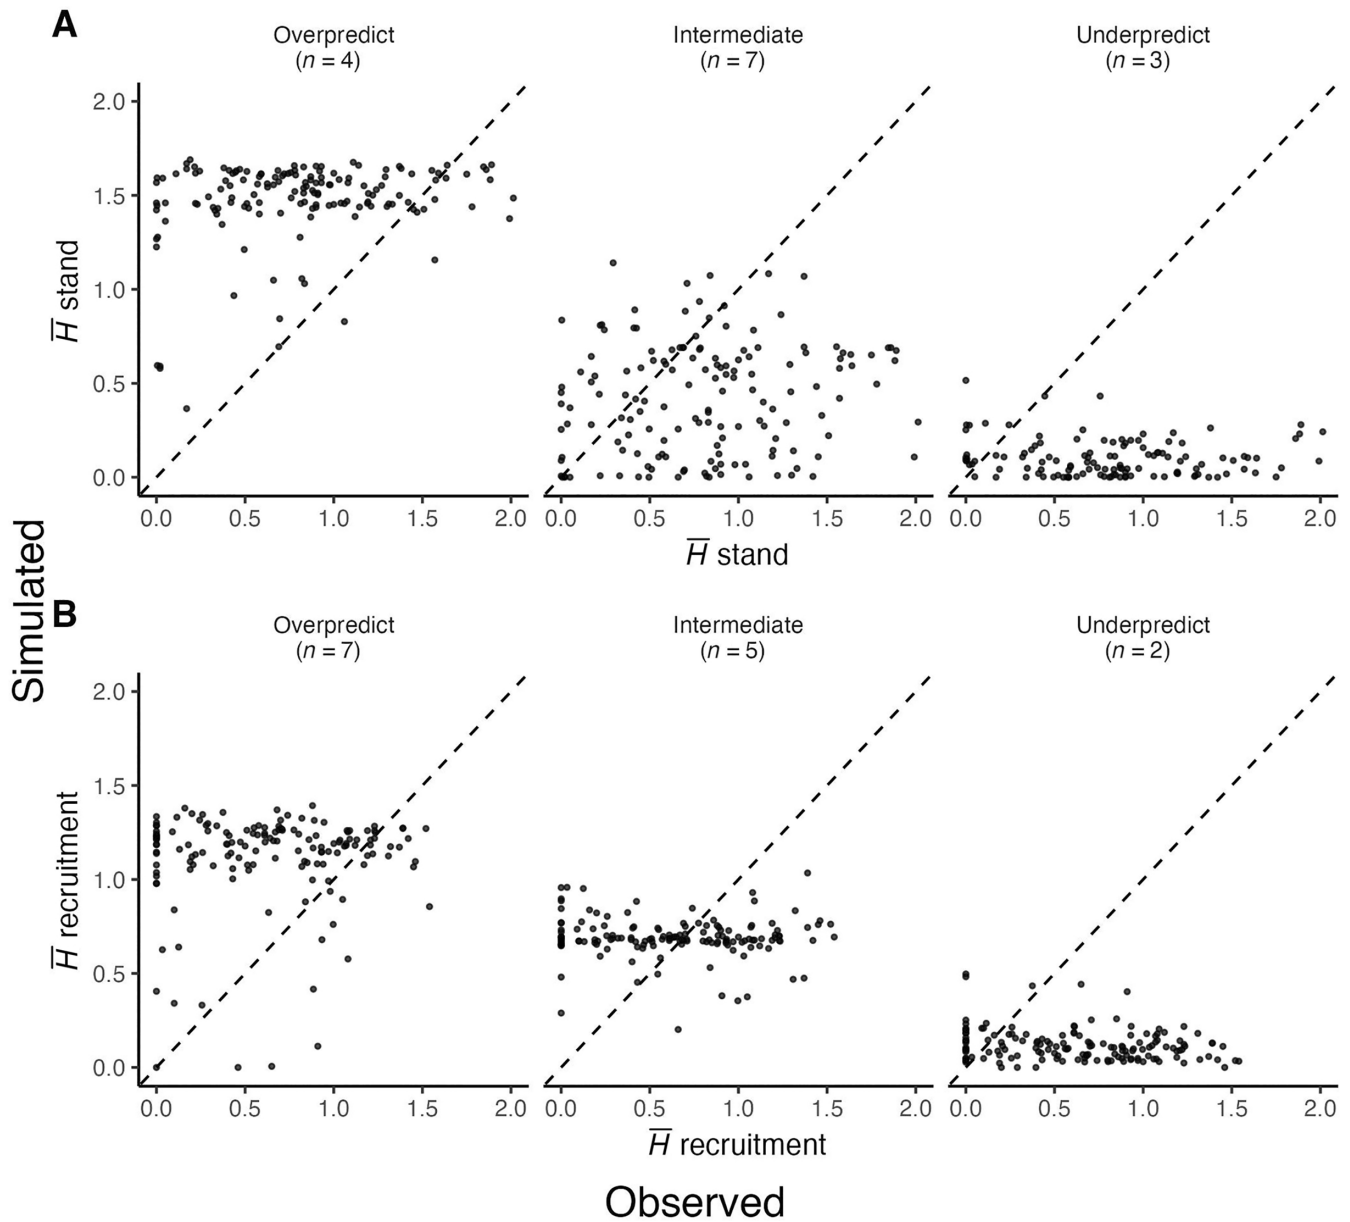 A
Overpredict
(n = 4)
Intermediate
(n = 7)
Underpredict
(n = 3)
2.0
1.5
1.0
0.5
0.0
H̅ stand
0.0 0.5 1.0 1.5 2.0
0.0 0.5 1.0 1.5 2.0
0.0 0.5 1.0 1.5 2.0
H̅ stand
Simulated
B
Overpredict
(n = 7)
Intermediate
(n = 5)
Underpredict
(n = 2)
2.0
1.5
1.0
0.5
0.0
H̅ recruitment
0.0 0.5 1.0 1.5 2.0
0.0 0.5 1.0 1.5 2.0
0.0 0.5 1.0 1.5 2.0
H̅ recruitment
Observed